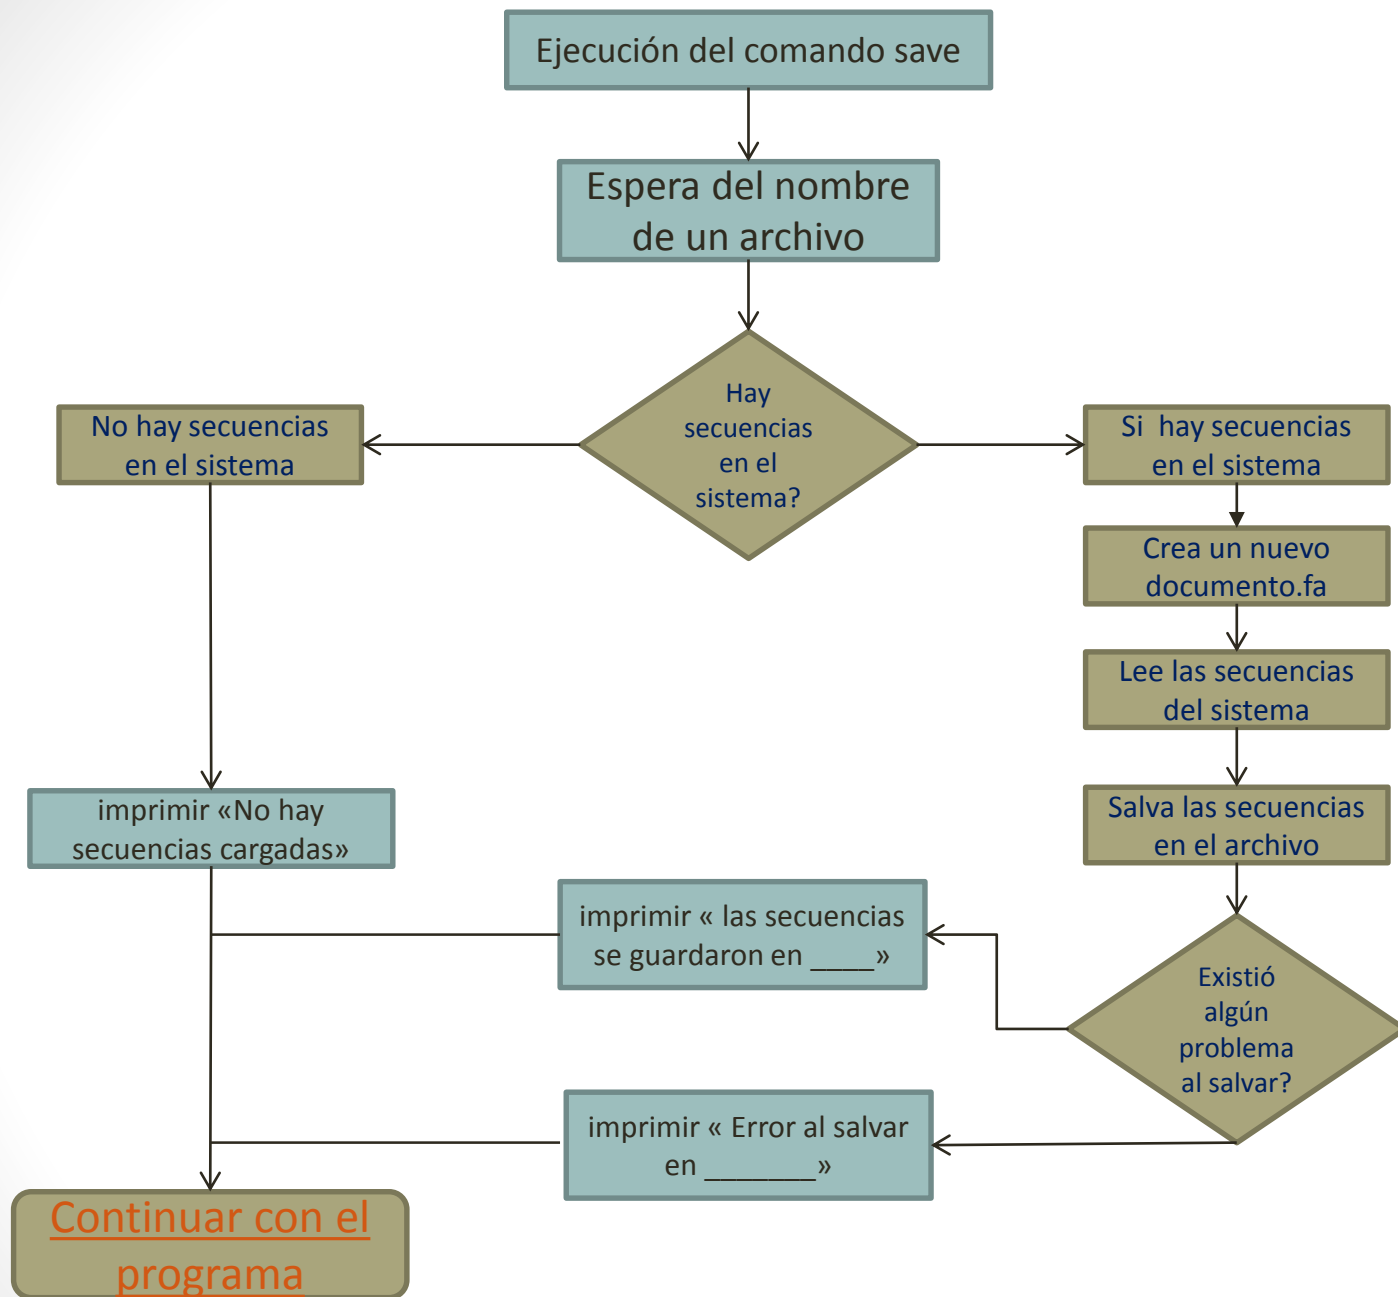 Ejecución del comando save
Espera del nombre
de un archivo
Hay
secuencias
en el
sistema?
No hay secuencias
en el sistema
Si  hay secuencias
en el sistema
Crea un nuevo
documento.fa
Lee las secuencias
del sistema
Salva las secuencias
en el archivo
imprimir «No hay
secuencias cargadas»
imprimir « las secuencias
se guardaron en ____»
Existió
algún
problema
al salvar?
imprimir « Error al salvar
en _______»
Continuar con el
programa